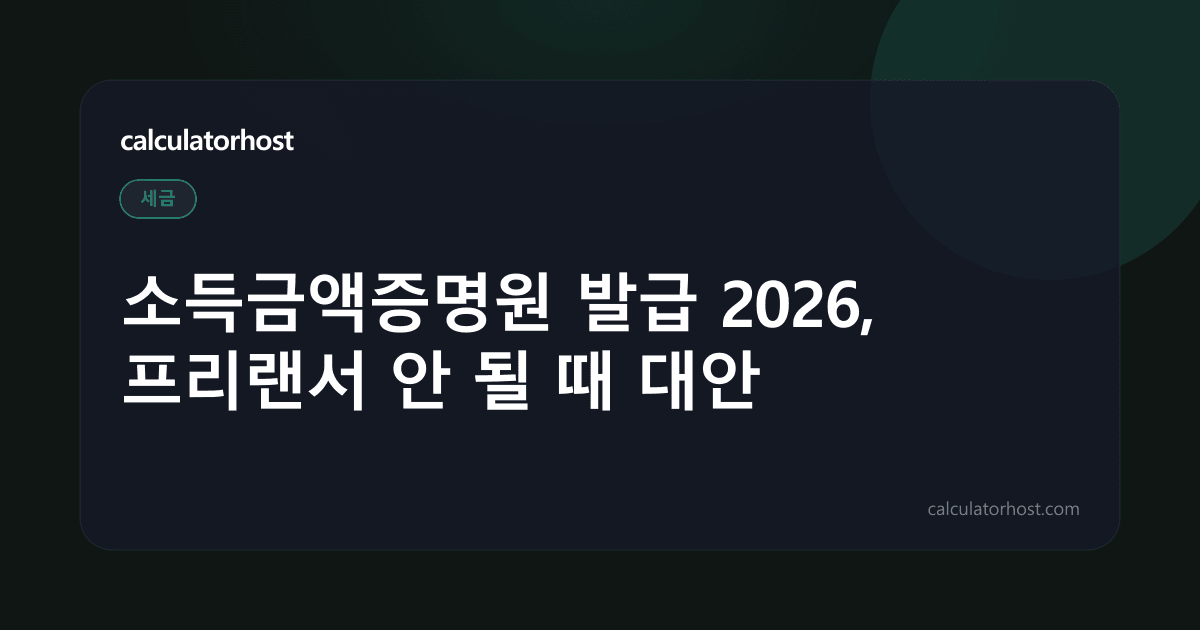 calculatorhost
세금
소득금액증명원 발급 2026,
프리랜서 안 될 때 대안
calculatorhost.com